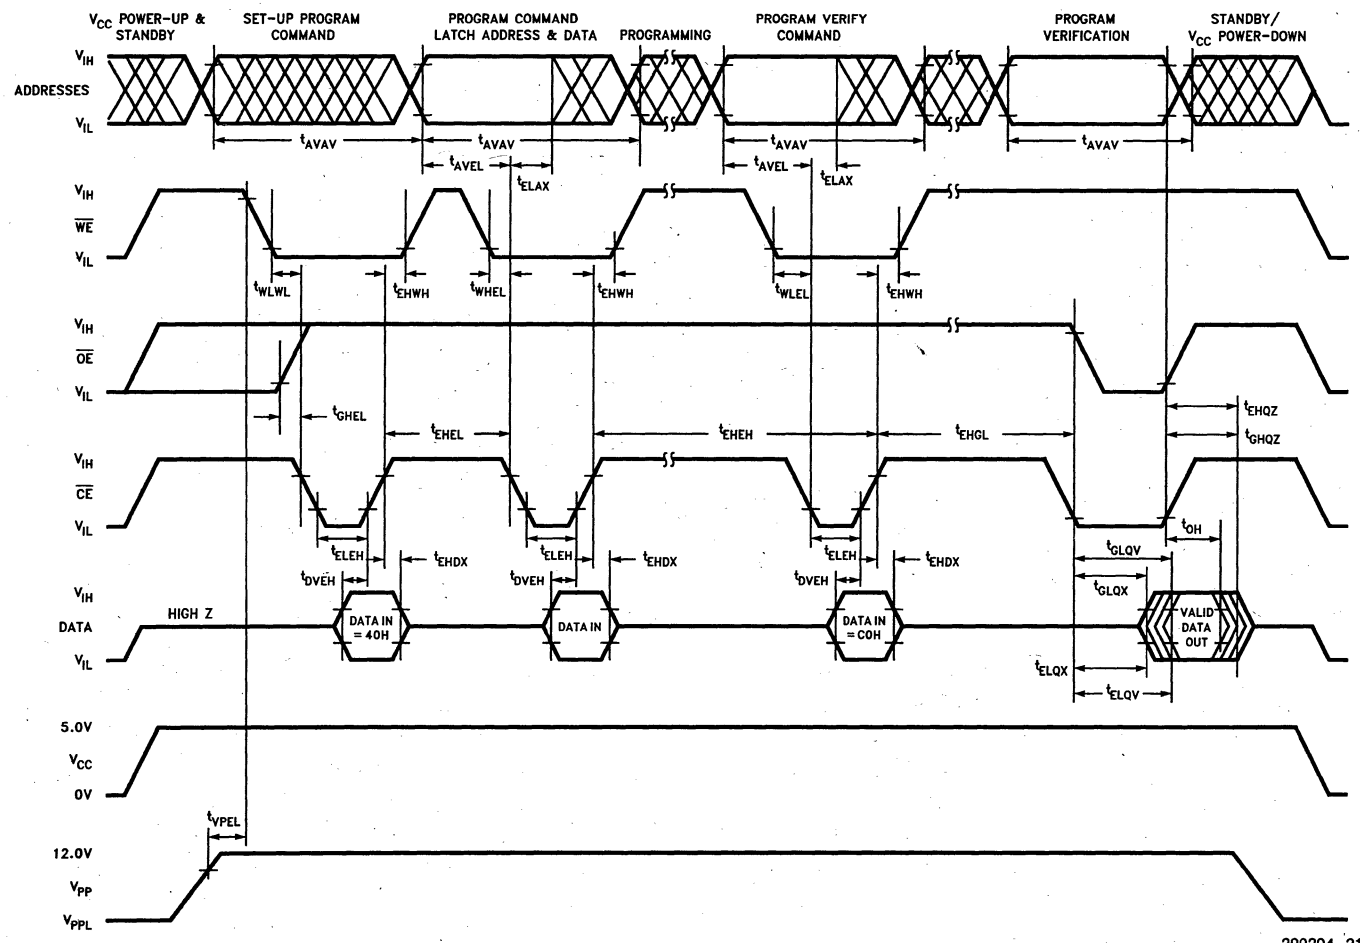 VCC POWER-UP & STANDBY
SET-UP PROGRAM COMMAND
PROGRAM COMMAND LATCH ADDRESS & DATA
PROGRAMMING
PROGRAM VERIFY COMMAND
PROGRAM VERIFICATION
STANDBY/ VCC POWER-DOWN
VIH
ADDRESSES
VIL
tAVAV
tAVAV
tAVAV
tAVAV
tAVEL
tELAX
tAVEL
tELAX
VIH
WE
VIL
tWLWL
tEHWH
tWHEL
tEHWH
tWLEL
tEHWH
VIH
OE
VIL
tGHEL
tEHQZ
tEHEL
tEHEH
tEHGL
tGHQZ
VIH
CE
VIL
tOH
tELEH
tEHDX
tELEH
tEHDX
tELEH
tEHDX
tGLQV
tDVEH
tDVEH
tDVEH
tGLQX
VIH
DATA
VIL
HIGH Z
DATA IN = 40H
DATA IN
DATA IN = C0H
VALID DATA OUT
tELQX
tELQV
5.0V
VCC
0V
tVPEL
12.0V
VPP
VPPL